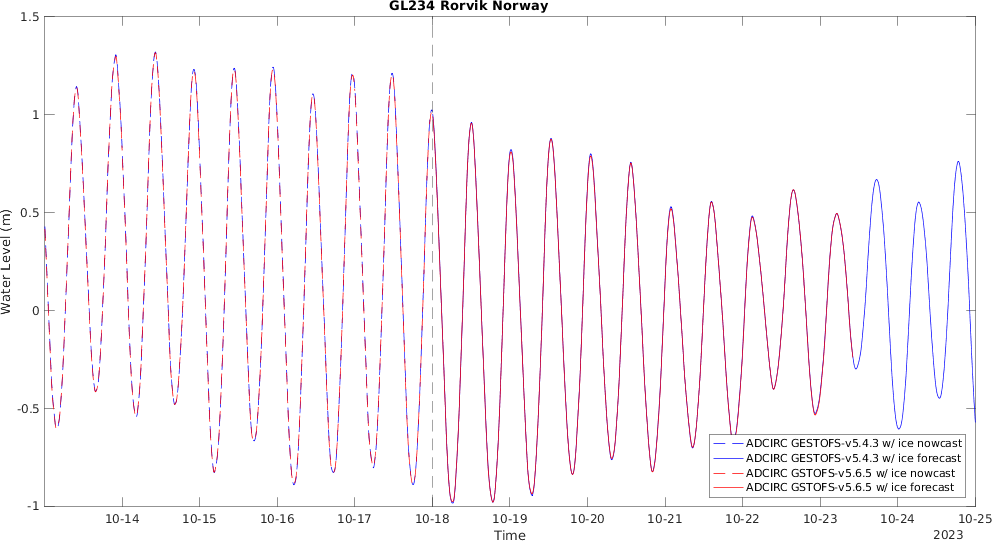 GL234 Rorvik Norway
1.5
1
0.5
0
-0.5
-1
Water Level (m)
10-14 10-15 10-16 10-17 10-18 10-19 10-20 10-21 10-22 10-23 10-24 10-25
Time
2023
ADCIRC GESTOFS-v5.4.3 w/ ice nowcast
ADCIRC GESTOFS-v5.4.3 w/ ice forecast
ADCIRC GSTOFS-v5.6.5 w/ ice nowcast
ADCIRC GSTOFS-v5.6.5 w/ ice forecast